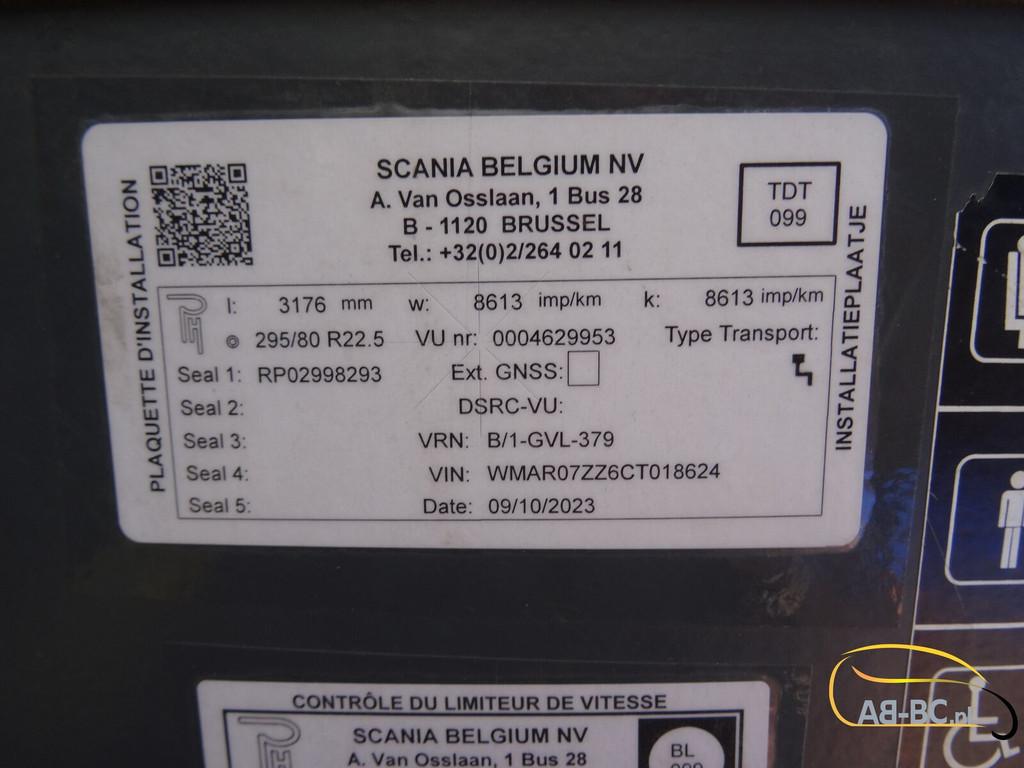 PLAQUETTE D'INSTALLATION
SCANIA BELGIUM NV
A. Van Osslaan, 1 Bus 28
B - 1120 BRUSSEL
Tel.: +32(0)2/264 0 2 11
TDT
099
INSTALLATIEPLAATJE
l: 3176 mm w: 8613 imp/km k: 8613 imp/km
295/80 R22.5 VU nr: 0004629953 Type Transport:
Seal 1: RP02998293 Ext. GNSS:
Seal 2: DSRC-VU:
Seal 3: VRN: B/1-GVL-379
Seal 4: VIN: WMAR07ZZ6CT018624
Seal 5: Date: 09/10/2023
CONTRÔLE DU LIMITEUR DE VITESSE
SCANIA BELGIUM NV
A. Van Osslaan, 1 Bus 28
BL
099
AB-BC.pl